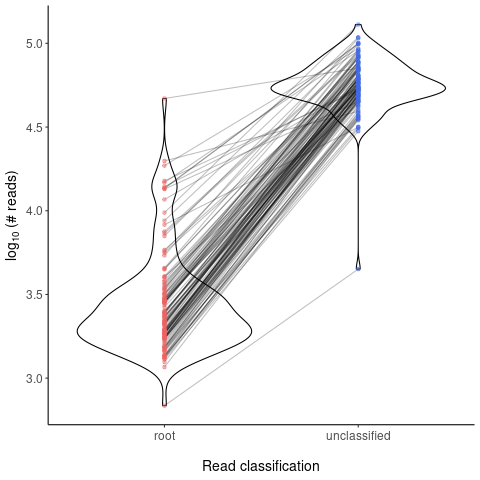 5.0
4.5
4.0
3.5
3.0
log₁₀ (# reads)
root unclassified
Read classification